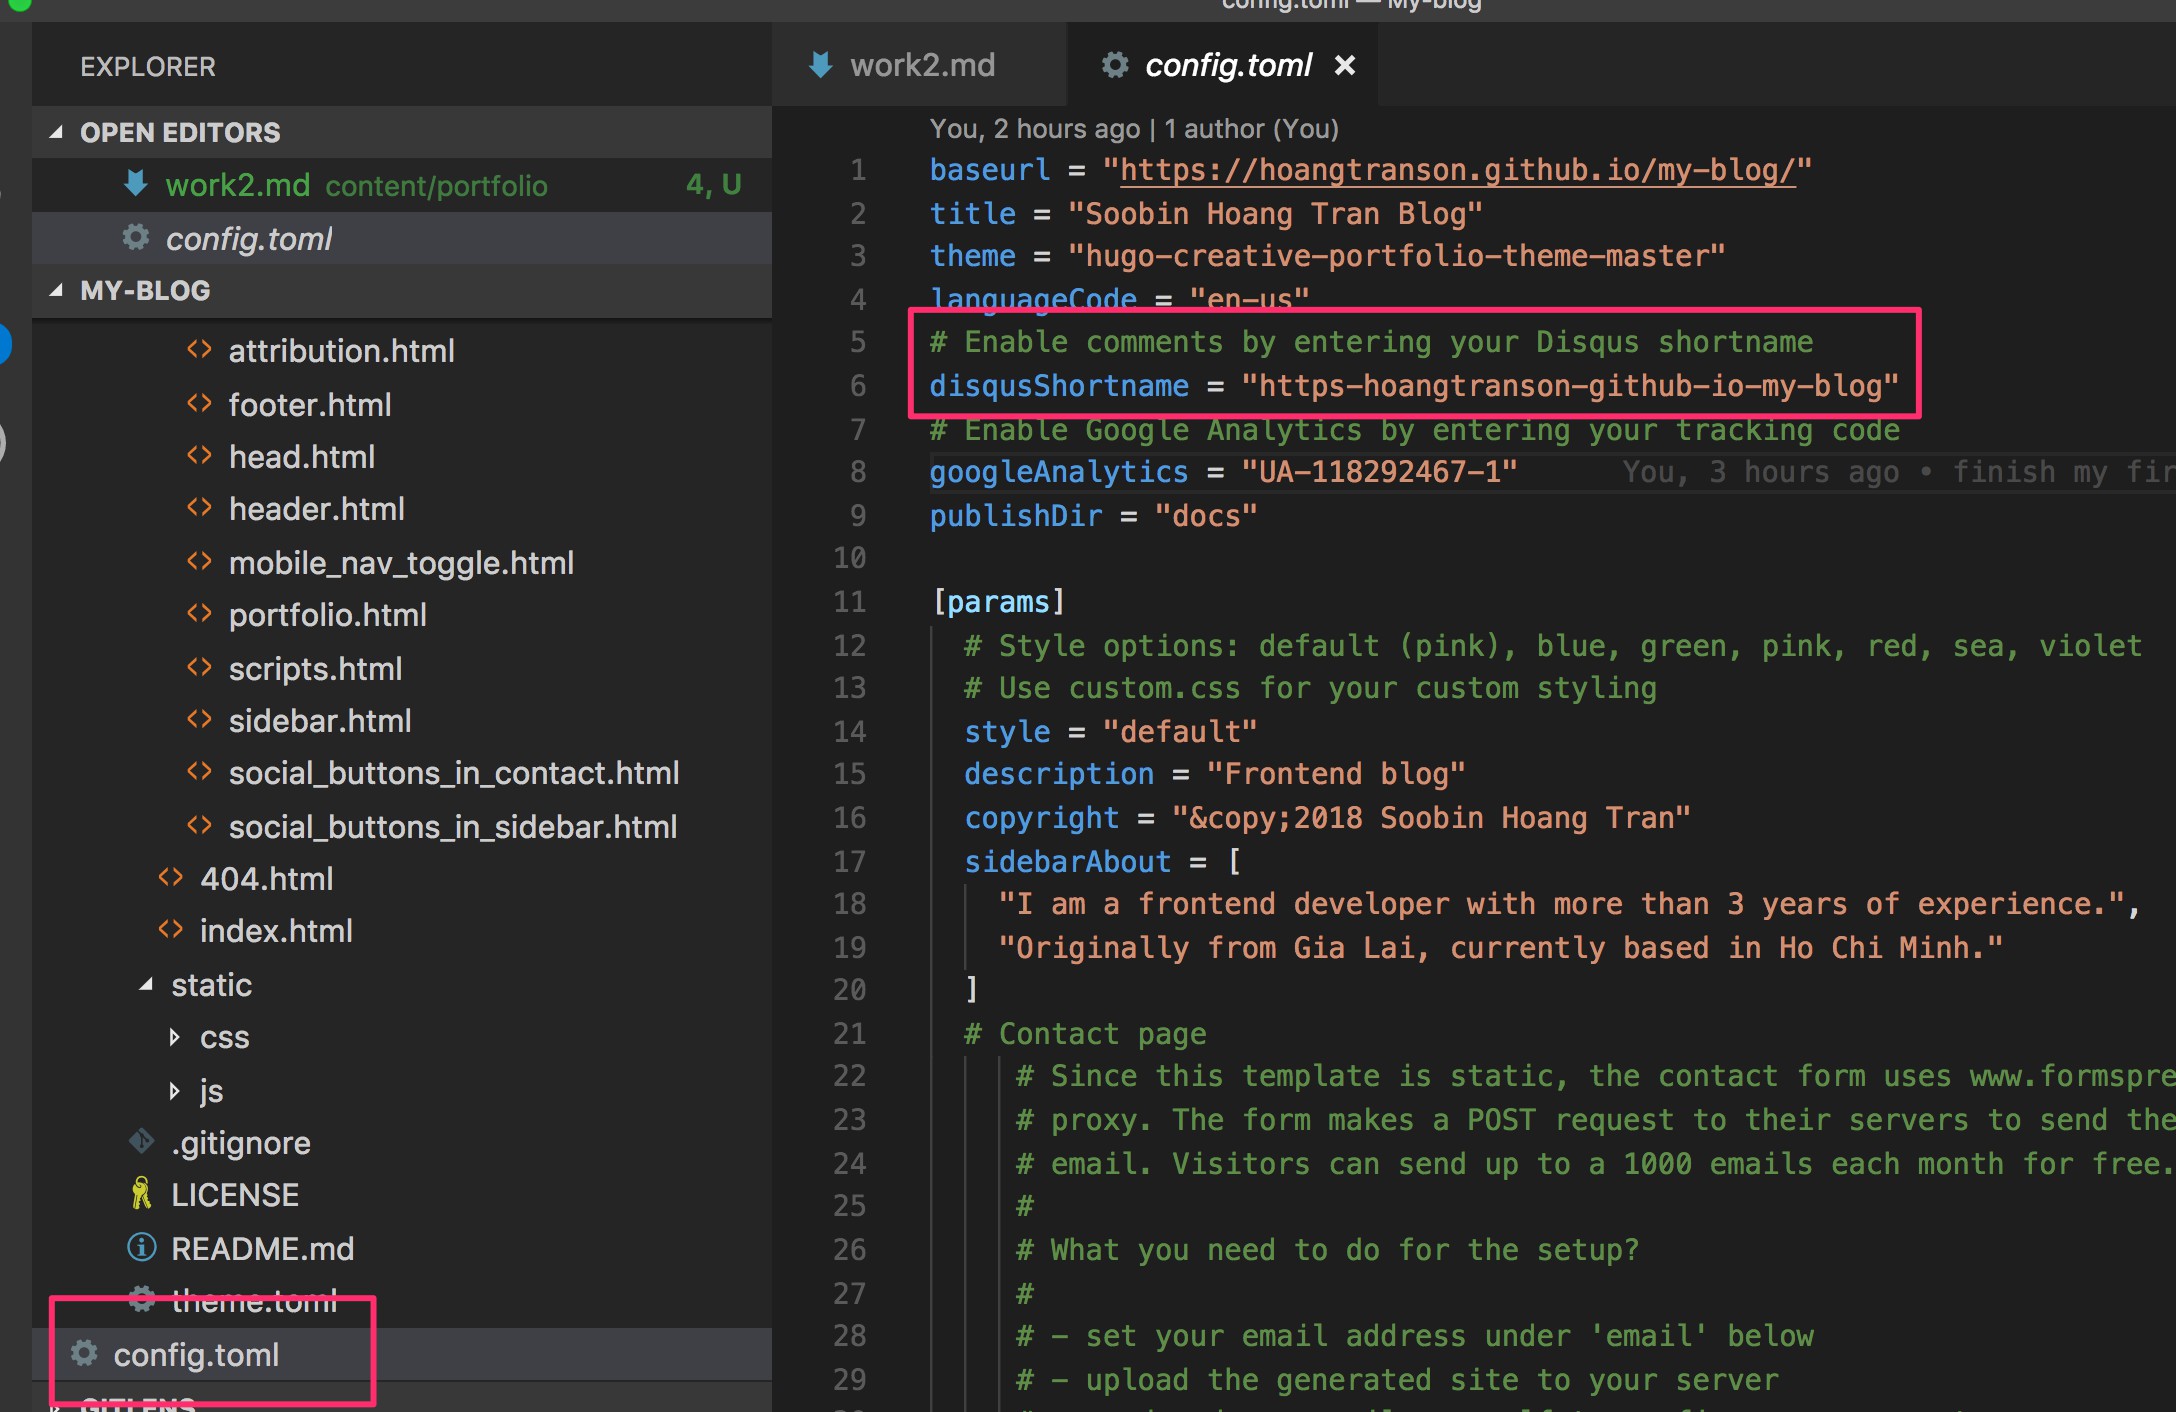 config.toml — My-blog
EXPLORER
OPEN EDITORS
work2.md content/portfolio 4, U
config.toml
MY-BLOG
attribution.html
footer.html
head.html
header.html
mobile_nav_toggle.html
portfolio.html
scripts.html
sidebar.html
social_buttons_in_contact.html
social_buttons_in_sidebar.html
404.html
index.html
static
css
js
.gitignore
LICENSE
README.md
theme.toml
config.toml
GITLENS
work2.md
config.toml
You, 2 hours ago | 1 author (You)
1 baseurl = "https://hoangtranson.github.io/my-blog/"
2 title = "Soobin Hoang Tran Blog"
3 theme = "hugo-creative-portfolio-theme-master"
4 languageCode = "en-us"
5 # Enable comments by entering your Disqus shortname
6 disqusShortname = "https-hoangtranson-github-io-my-blog"
7 # Enable Google Analytics by entering your tracking code
8 googleAnalytics = "UA-118292467-1" You, 3 hours ago • finish my fir
9 publishDir = "docs"
10
11 [params]
12 # Style options: default (pink), blue, green, pink, red, sea, violet
13 # Use custom.css for your custom styling
14 style = "default"
15 description = "Frontend blog"
16 copyright = "&copy;2018 Soobin Hoang Tran"
17 sidebarAbout = [
18 "I am a frontend developer with more than 3 years of experience.",
19 "Originally from Gia Lai, currently based in Ho Chi Minh."
20 ]
21 # Contact page
22 # Since this template is static, the contact form uses www.formspre
23 # proxy. The form makes a POST request to their servers to send the
24 # email. Visitors can send up to a 1000 emails each month for free.
25 #
26 # What you need to do for the setup?
27 #
28 # - set your email address under 'email' below
29 # - upload the generated site to your server